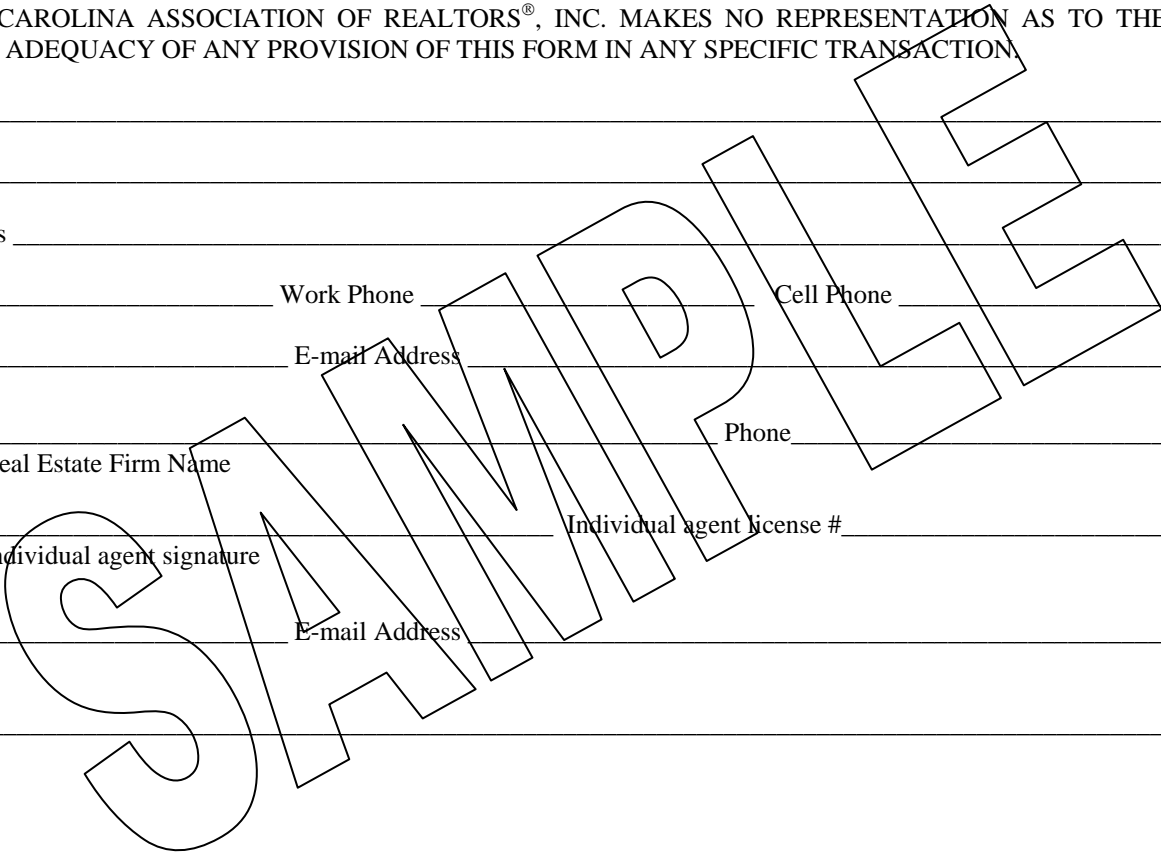 CAROLINA ASSOCIATION OF REALTORS®, INC. MAKES NO REPRESENTATION AS TO THE
ADEQUACY OF ANY PROVISION OF THIS FORM IN ANY SPECIFIC TRANSACTION.
s
Work Phone Cell Phone
E-mail Address
Phone
eal Estate Firm Name
Individual agent license #
ndividual agent signature
E-mail Address
SAMPLE